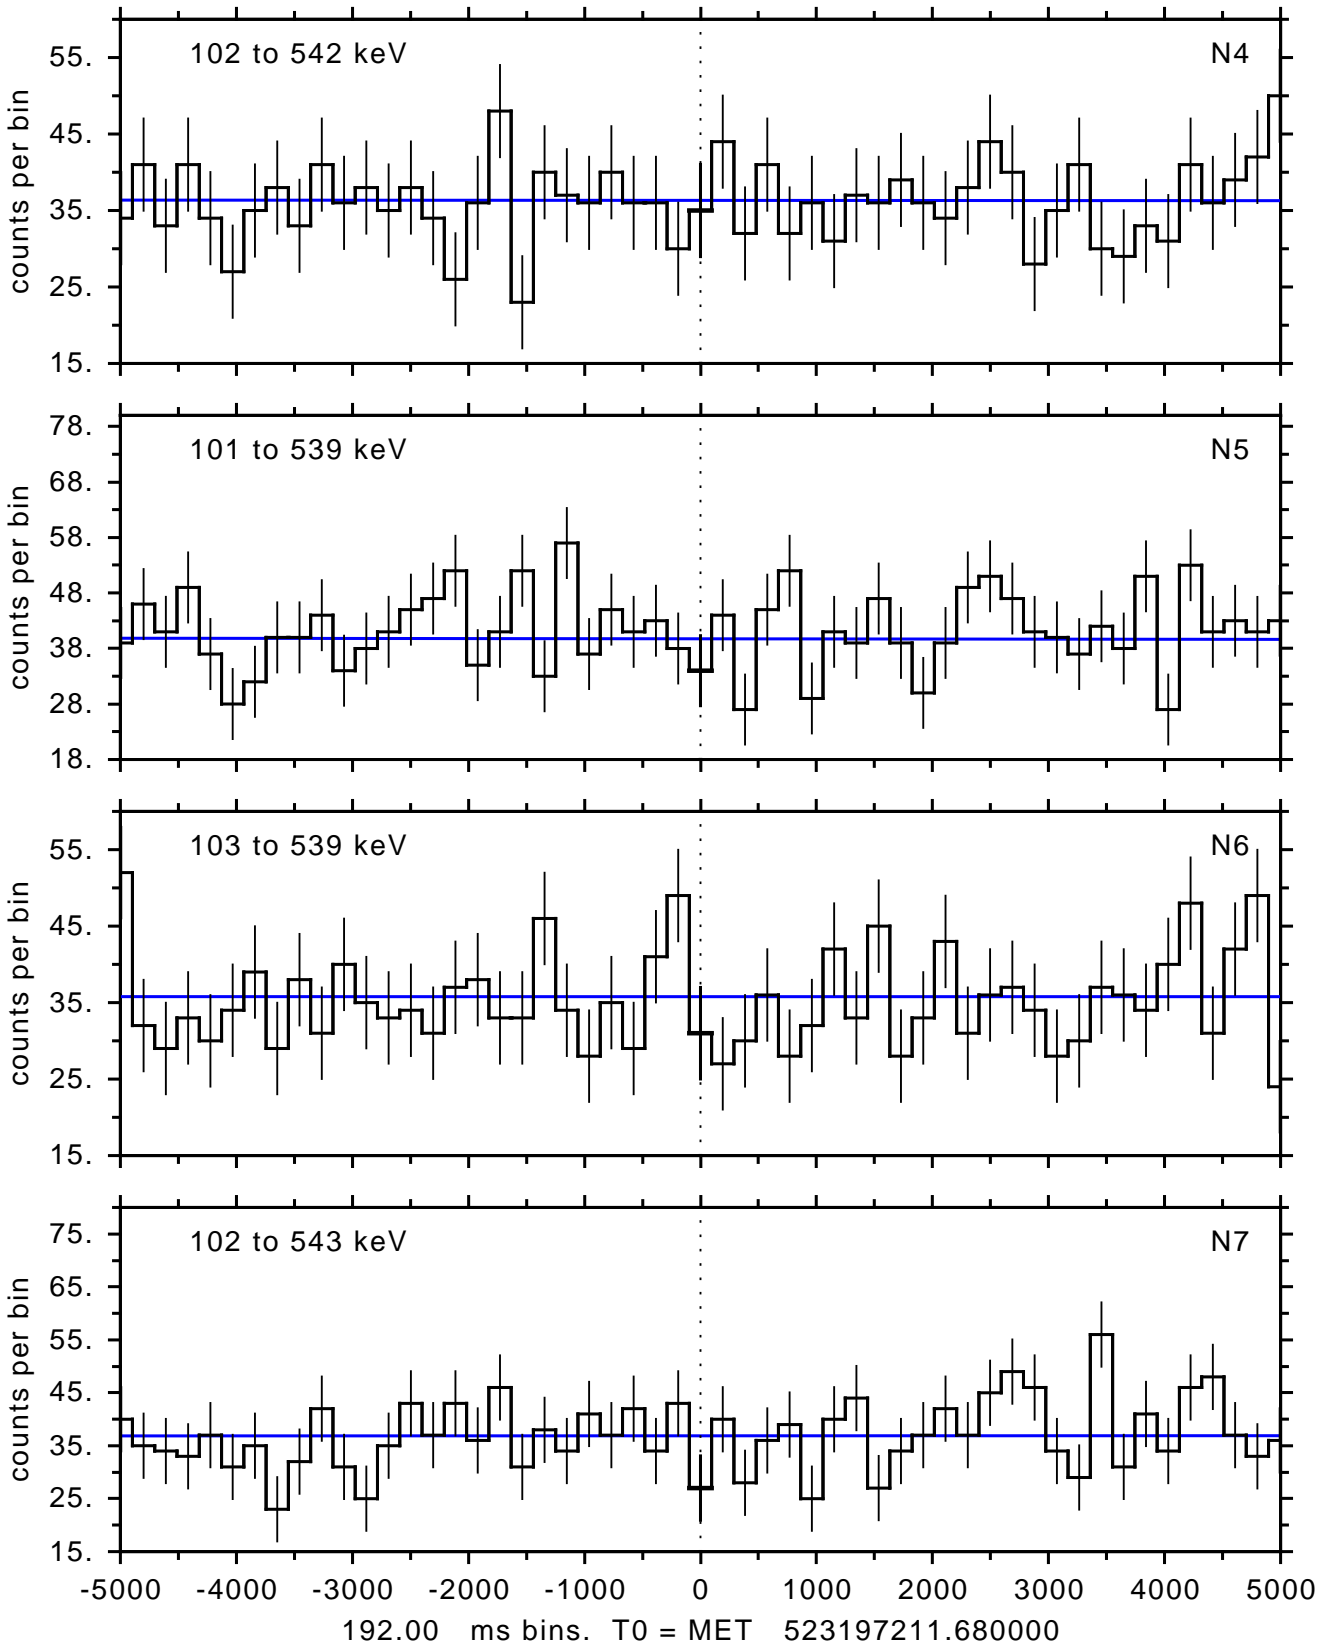 102 to 542 keV N4
55.
45.
35.
25.
15.
counts per bin
101 to 539 keV N5
78.
68.
58.
48.
38.
28.
18.
counts per bin
103 to 539 keV N6
55.
45.
35.
25.
15.
counts per bin
102 to 543 keV N7
75.
65.
55.
45.
35.
25.
15.
counts per bin
-5000 -4000 -3000 -2000 -1000 0 1000 2000 3000 4000 5000
192.00 ms bins. T0 = MET 523197211.680000